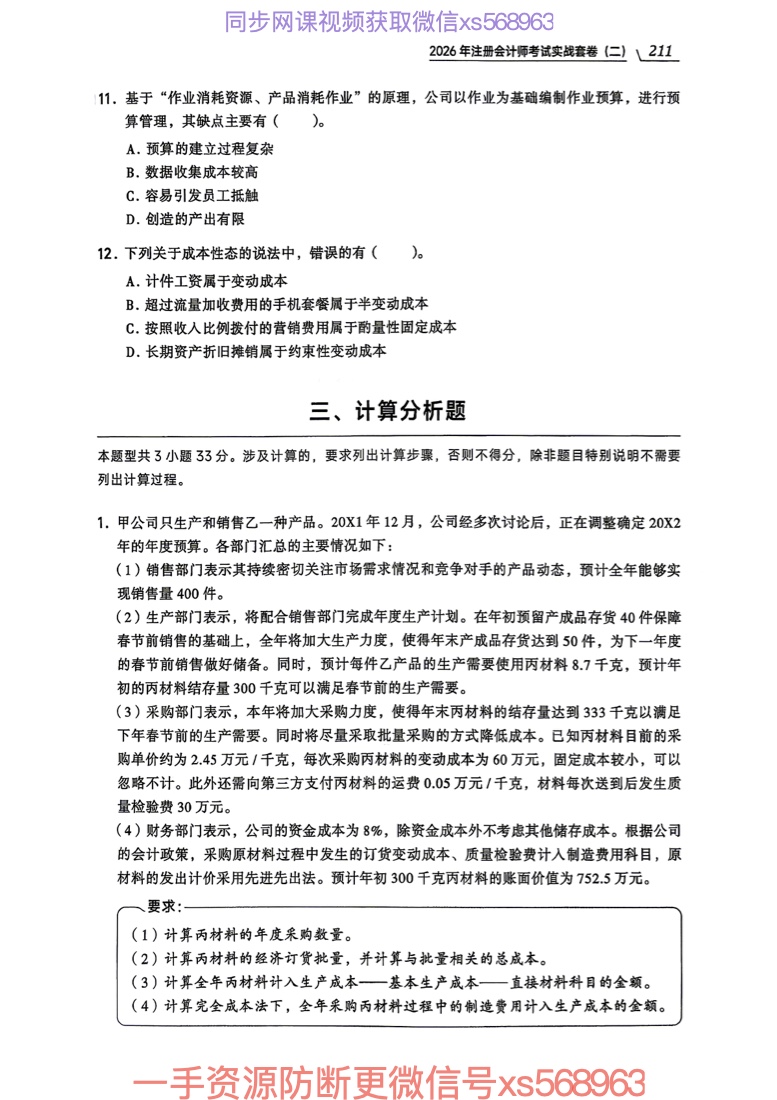 同步网课视频获取微信xs568963
2026年注册会计师考试实战套卷（二） 211
11. 基于“作业消耗资源、产品消耗作业”的原理，公司以作业为基础编制作业预算，进行预
算管理，其缺点主要有（　　）。
A. 预算的建立过程复杂
B. 数据收集成本较高
C. 容易引发员工抵触
D. 创造的产出有限
12. 下列关于成本性态的说法中，错误的有（　　）。
A. 计件工资属于变动成本
B. 超过流量加收费用的手机套餐属于半变动成本
C. 按照收入比例拨付的营销费用属于酌量性固定成本
D. 长期资产折旧摊销属于约束性变动成本
三、计算分析题
本题型共3小题33分。涉及计算的，要求列出计算步骤，否则不得分，除非题目特别说明不需要
列出计算过程。
1. 甲公司只生产和销售乙一种产品。20X1年12月，公司经多次讨论后，正在调整确定20X2
年的年度预算。各部门汇总的主要情况如下：
（1）销售部门表示其持续密切关注市场需求情况和竞争对手的产品动态，预计全年能够实
现销售量400件。
（2）生产部门表示，将配合销售部门完成年度生产计划。在年初预留产成品存货40件保障
春节前销售的基础上，全年将加大生产力度，使得年末产成品存货达到50件，为下一年度
的春节前销售做好储备。同时，预计每件乙产品的生产需要使用丙材料8.7千克，预计年
初的丙材料结存量300千克可以满足春节前的生产需要。
（3）采购部门表示，本年将加大采购力度，使得年末丙材料的结存量达到333千克以满足
下年春节前的生产需要。同时将尽量采取批量采购的方式降低成本。已知丙材料目前的采
购单价约为2.45万元/千克，每次采购丙材料的变动成本为60万元，固定成本较小，可以
忽略不计。此外还需向第三方支付丙材料的运费0.05万元/千克，材料每次送到后发生质
量检验费30万元。
（4）财务部门表示，公司的资金成本为8%，除资金成本外不考虑其他储存成本。根据公司
的会计政策，采购原材料过程中发生的订货变动成本、质量检验费计入制造费用科目，原
材料的发出计价采用先进先出法。预计年初300千克丙材料的账面价值为752.5万元。
要求：
（1）计算丙材料的年度采购数量。
（2）计算丙材料的经济订货批量，并计算与批量相关的总成本。
（3）计算全年丙材料计入生产成本——基本生产成本——直接材料科目的金额。
（4）计算完全成本法下，全年采购丙材料过程中的制造费用计入生产成本的金额。
一手资源防断更微信号xs568963